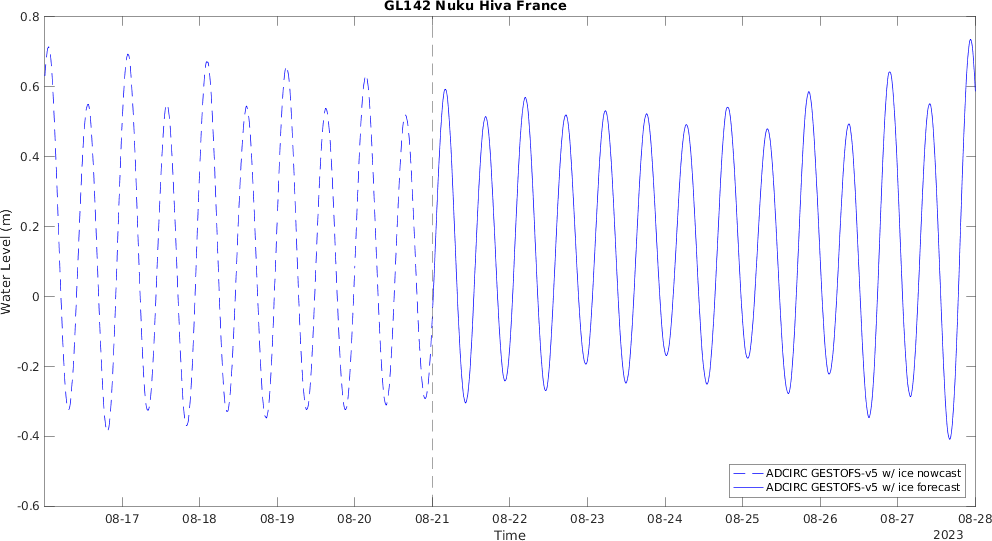 GL142 Nuku Hiva France
Water Level (m)
0.8
0.6
0.4
0.2
0
-0.2
-0.4
-0.6
ADCIRC GESTOFS-v5 w/ ice nowcast
ADCIRC GESTOFS-v5 w/ ice forecast
08-17 08-18 08-19 08-20 08-21 08-22 08-23 08-24 08-25 08-26 08-27 08-28
Time
2023